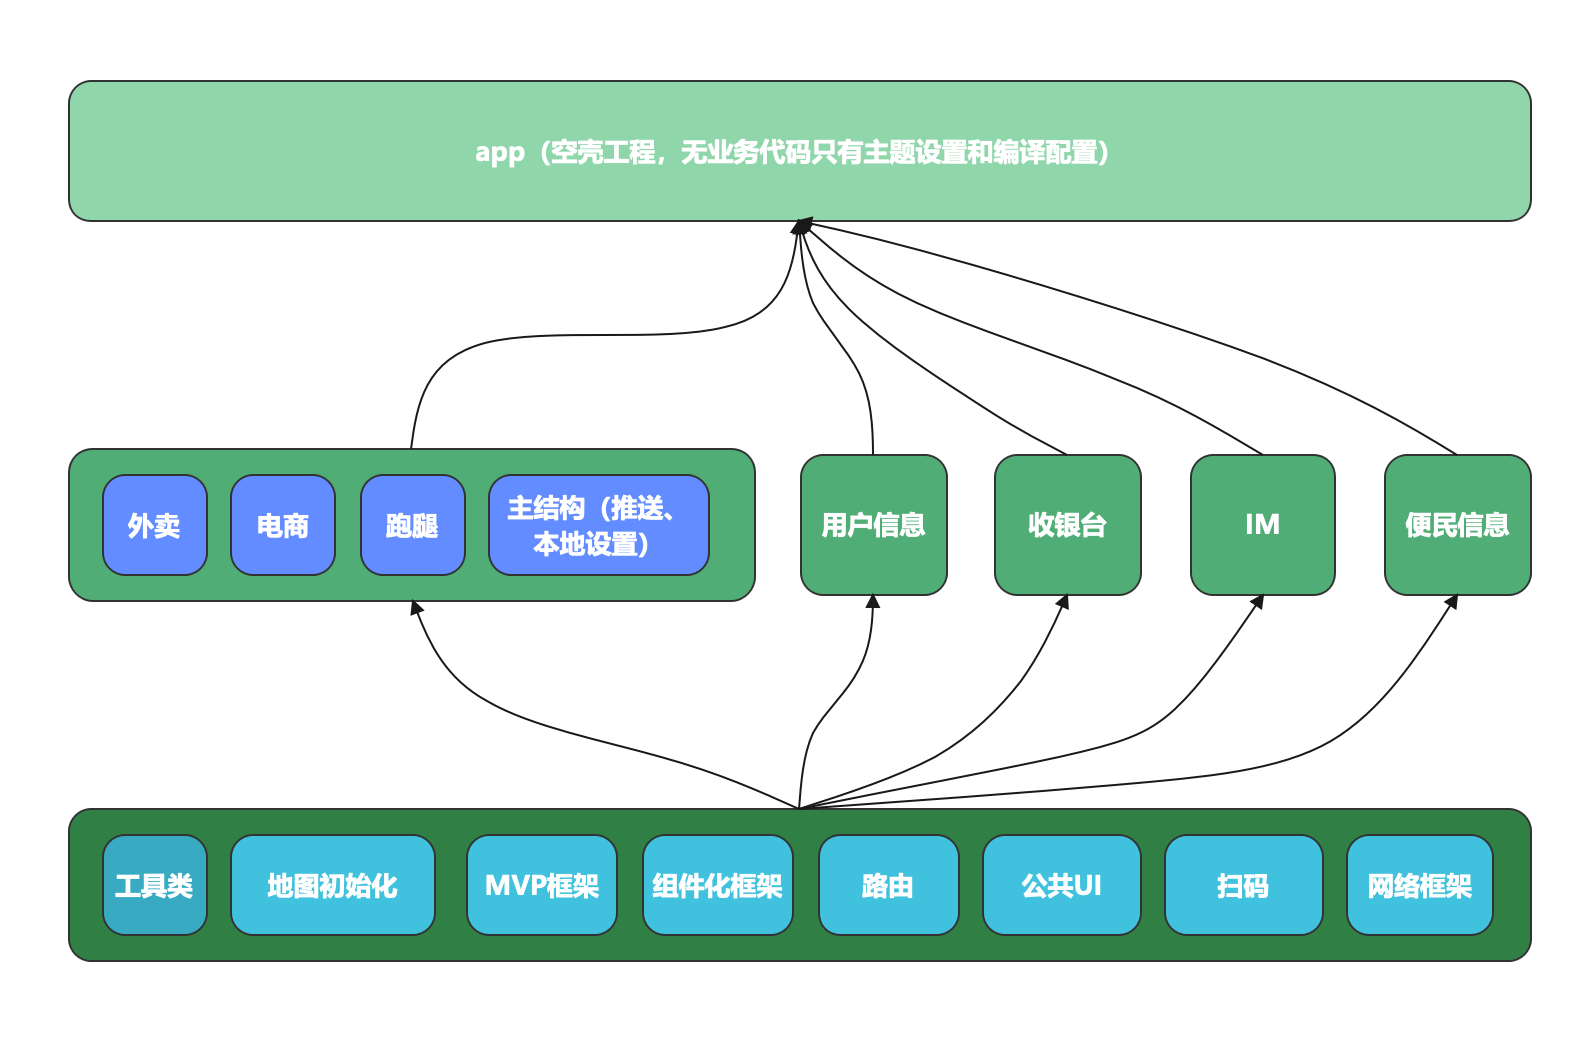 app（空壳工程，无业务代码只有主题设置和编译配置）
外卖
电商
跑腿
主结构（推送、
本地设置）
用户信息
收银台
IM
便民信息
工具类
地图初始化
MVP框架
组件化框架
路由
公共UI
扫码
网络框架